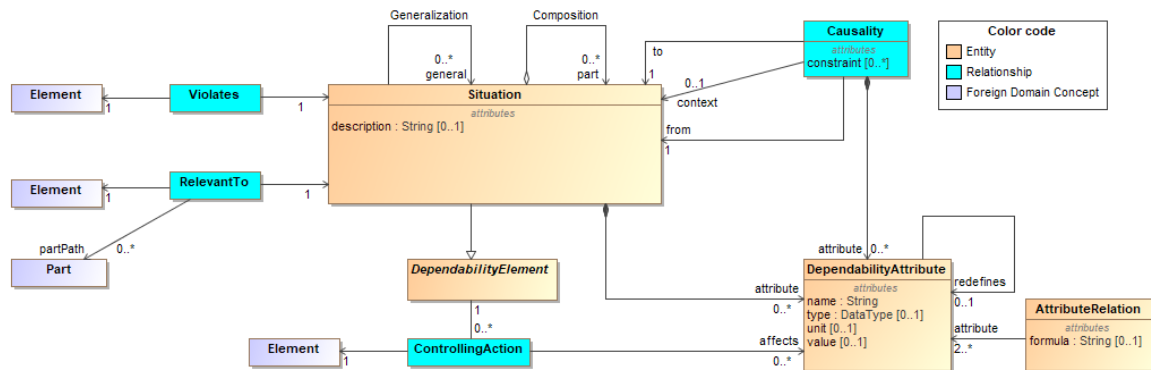 Generalization
Composition
0..*
general
0..*
part
Causality
attributes
constraint [0..*]
to
1
0..1
context
from
1
Color code
Entity
Relationship
Foreign Domain Concept
Element
1
Violates
1
Situation
attributes
description : String [0..1]
Element
1
RelevantTo
1
partPath
0..*
Part
DependabilityElement
1
0..*
attribute
0..*
attribute
0..*
DependabilityAttribute
attributes
name : String
type : DataType [0..1]
unit [0..1]
value [0..1]
redefines
0..1
attribute
2..*
AttributeRelation
attributes
formula : String [0..1]
Element
1
ControllingAction
affects
0..*